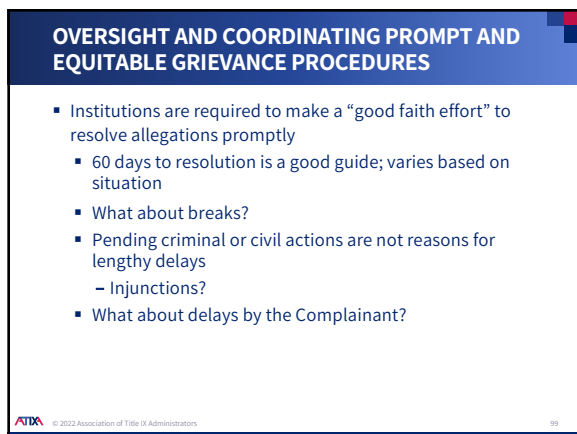 OVERSIGHT AND COORDINATING PROMPT AND
EQUITABLE GRIEVANCE PROCEDURES
▪ Institutions are required to make a “good faith effort” to
resolve allegations promptly
▪ 60 days to resolution is a good guide; varies based on
situation
▪ What about breaks?
▪ Pending criminal or civil actions are not reasons for
lengthy delays
– Injunctions?
▪ What about delays by the Complainant?
ATIXA © 2022 Association of Title IX Administrators 99